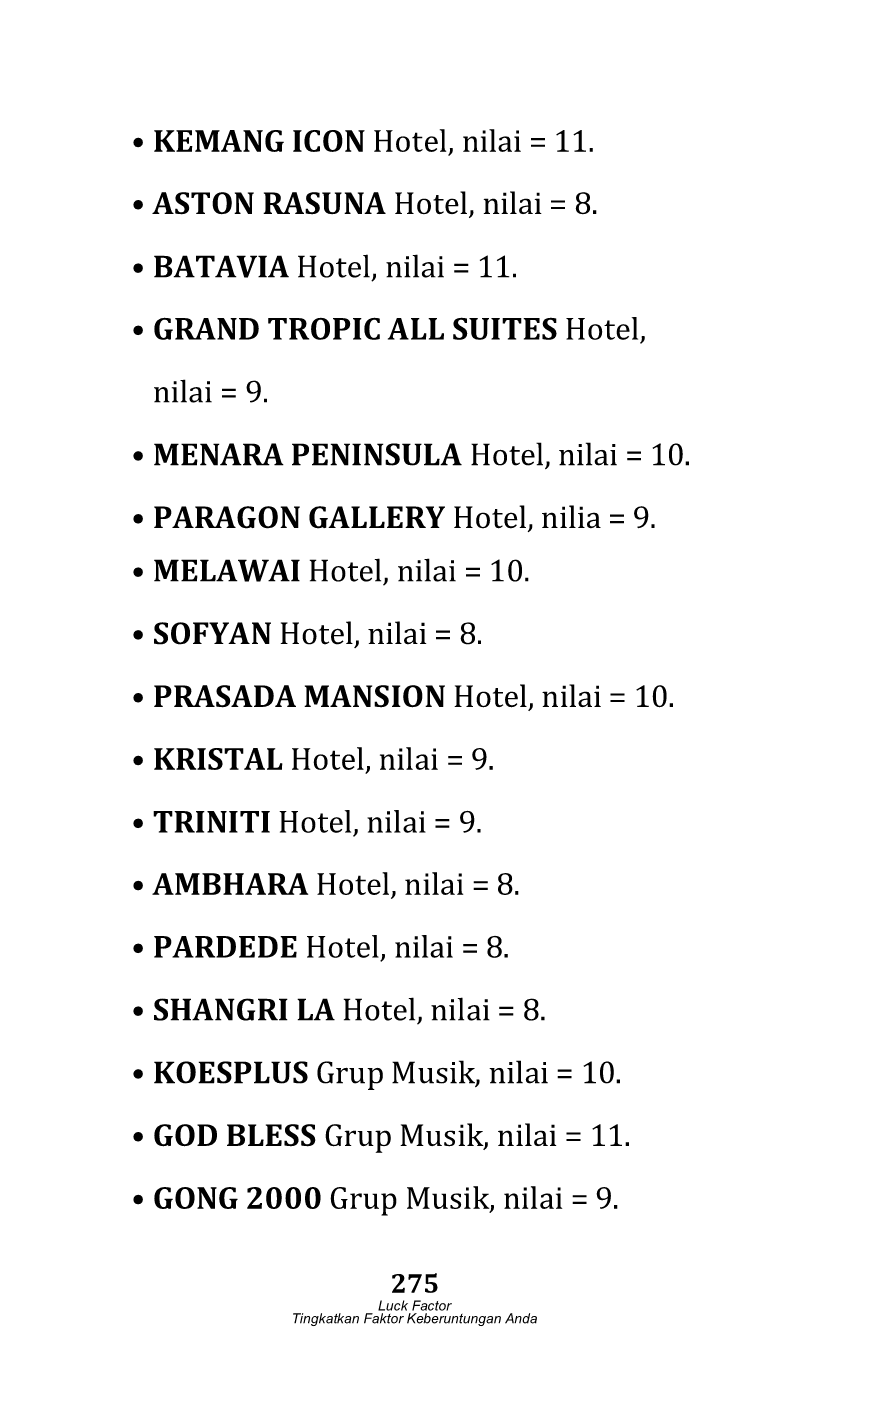 • KEMANG ICON Hotel, nilai = 11.
• ASTON RASUNA Hotel, nilai = 8.
• BATAVIA Hotel, nilai = 11.
• GRAND TROPIC ALL SUITES Hotel,
nilai = 9.
• MENARA PENINSULA Hotel, nilai = 10.
• PARAGON GALLERY Hotel, nilia = 9.
• MELAWAI Hotel, nilai = 10.
• SOFYAN Hotel, nilai = 8.
• PRASADA MANSION Hotel, nilai = 10.
• KRISTAL Hotel, nilai = 9.
• TRINITI Hotel, nilai = 9.
• AMBHARA Hotel, nilai = 8.
• PARDEDE Hotel, nilai = 8.
• SHANGRI LA Hotel, nilai = 8.
• KOESPLUS Grup Musik, nilai = 10.
• GOD BLESS Grup Musik, nilai = 11.
• GONG 2000 Grup Musik, nilai = 9.
275
Luck Factor
Tingkatkan Faktor Keberuntungan Anda